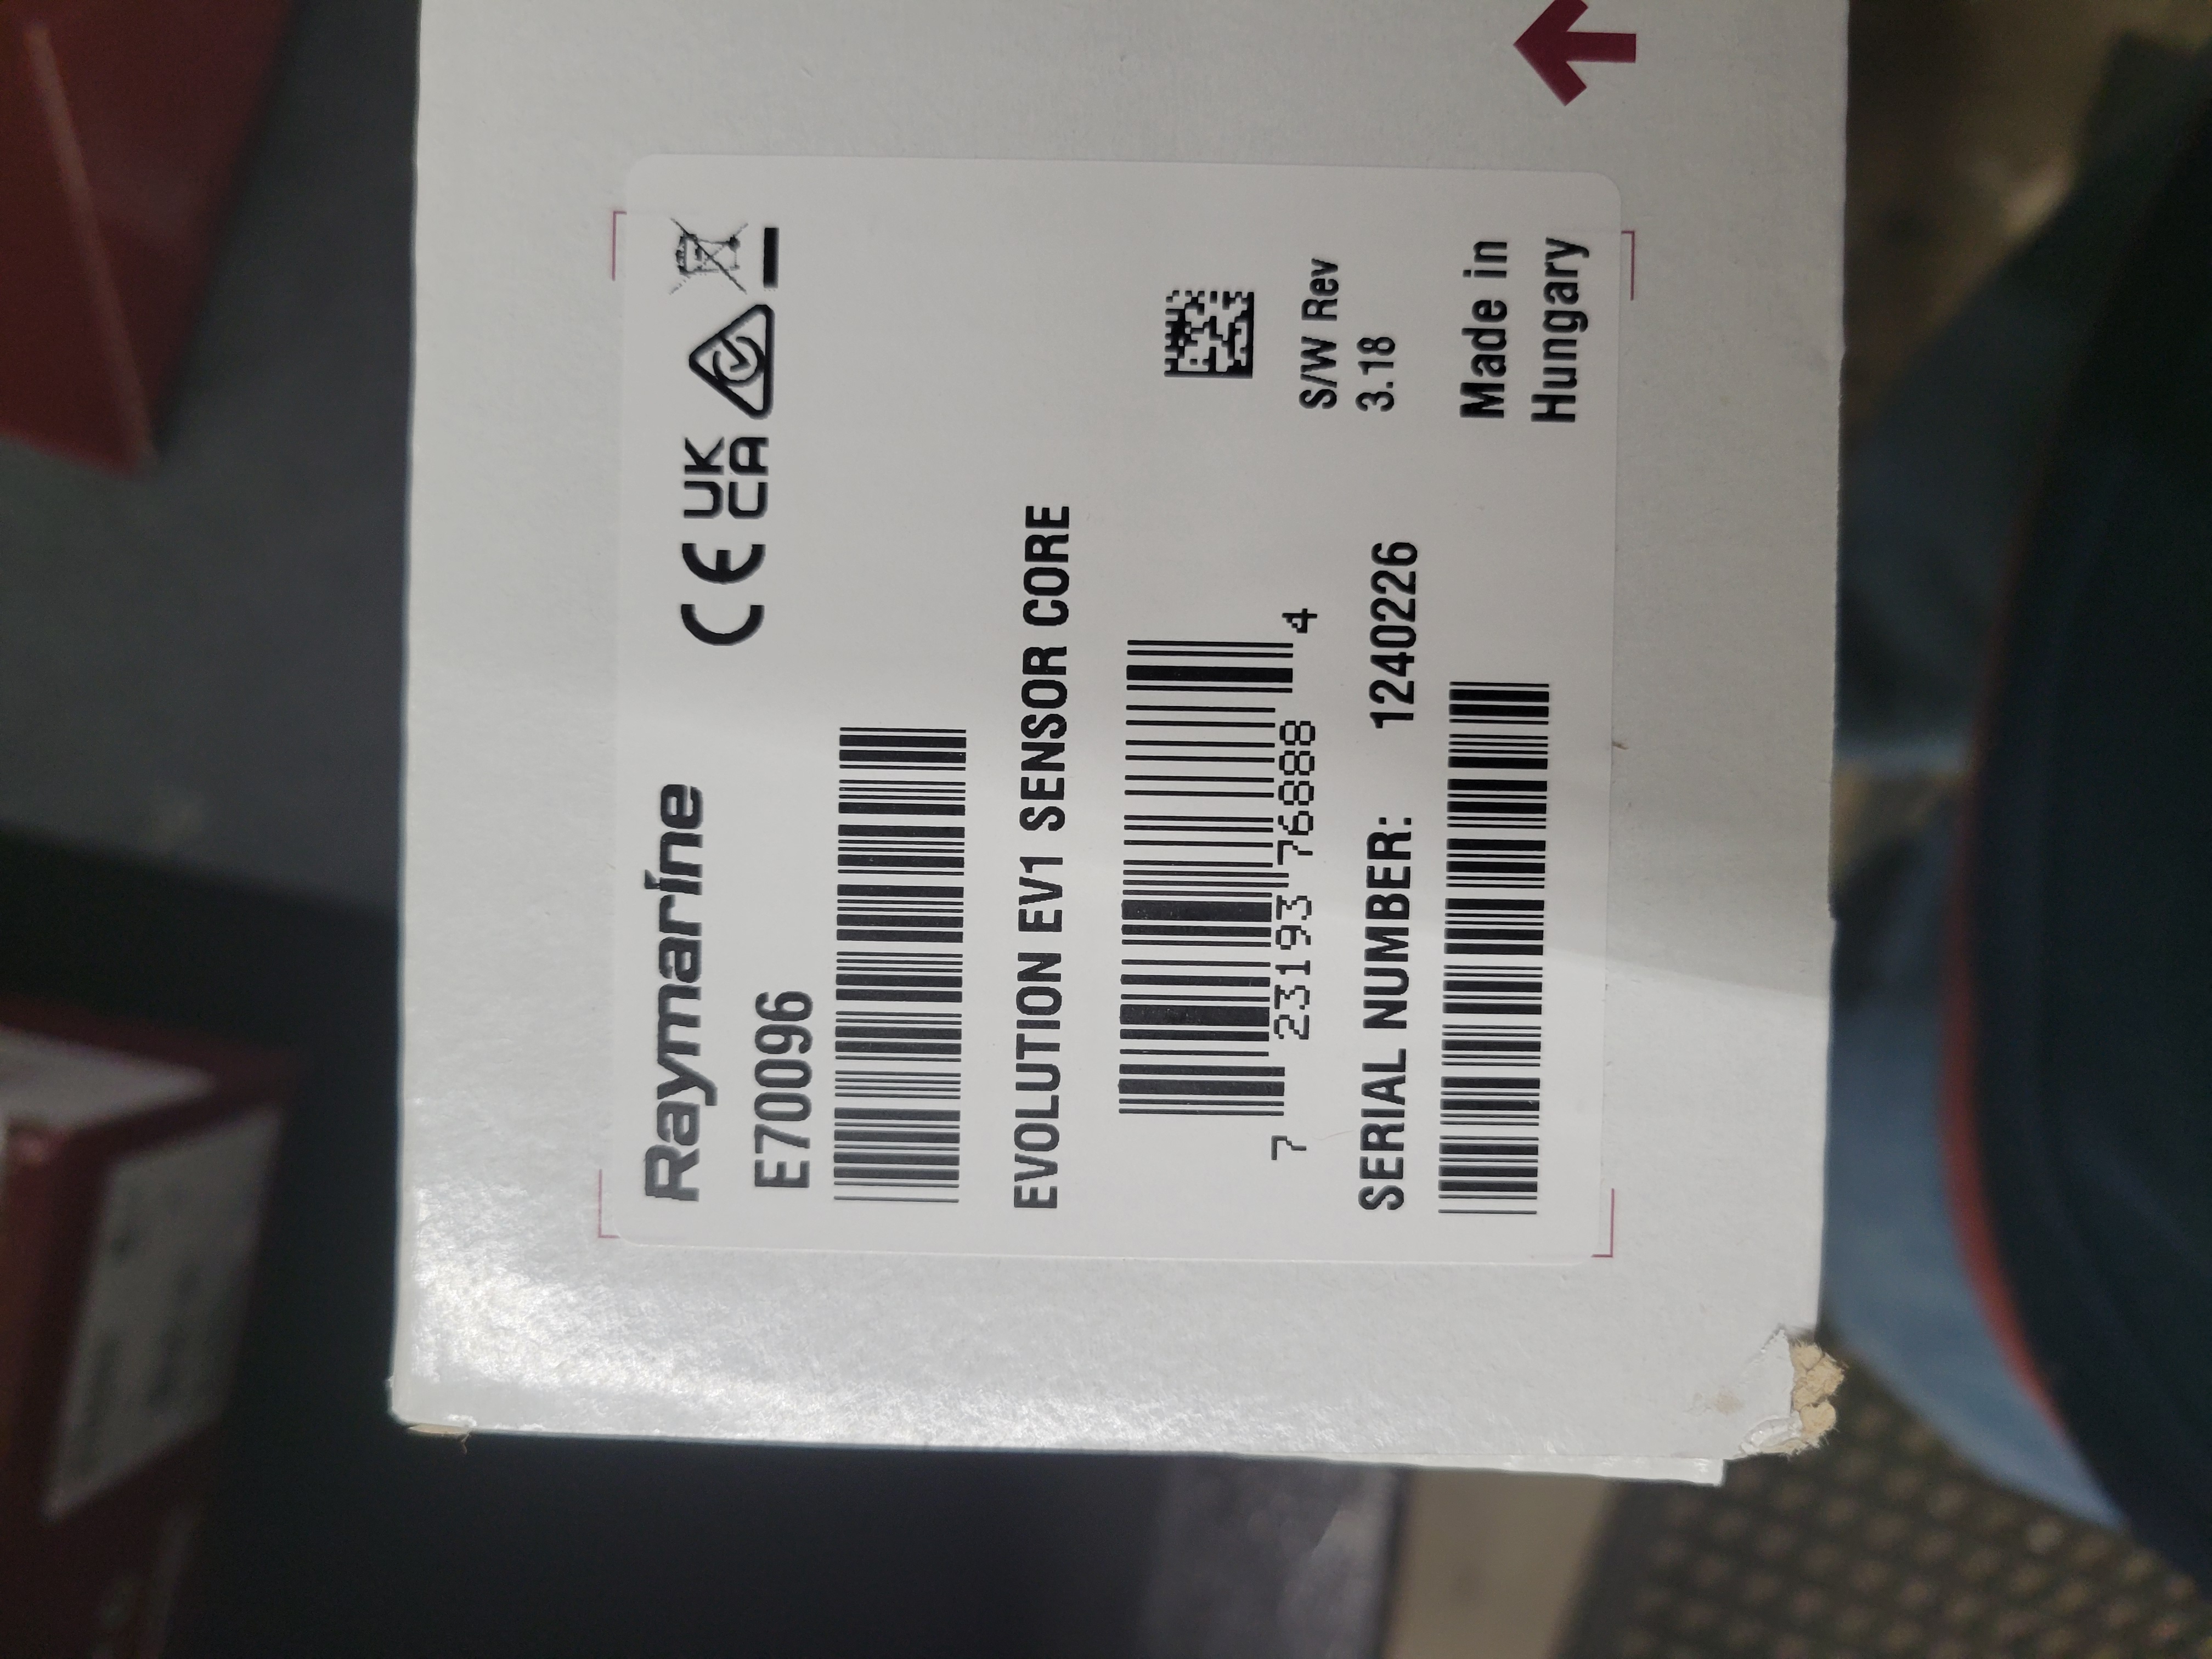 Raymarine
CE UK CA
E70096
EVOLUTION EV1 SENSOR CORE
7 23193 76888 4
SERIAL NUMBER: 1240226
S/W Rev
3.18
Made in
Hungary